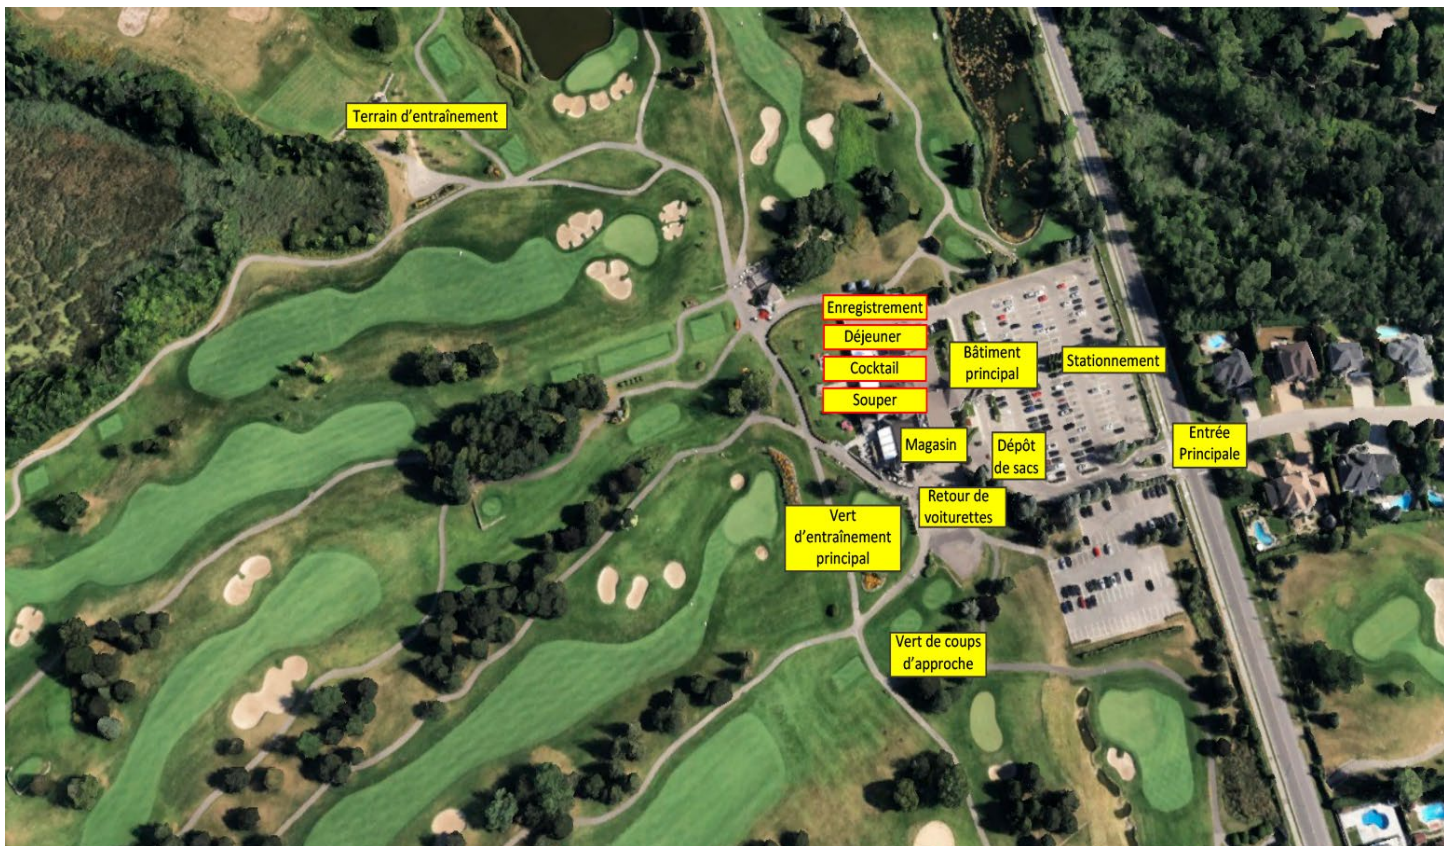 Terrain d'entraînement
Enregistrement
Déjeuner
Cocktail
Souper
Bâtiment
principal
Stationnement
Magasin
Dépôt
de sacs
Entrée
Principale
Retour de
voiturettes
Vert
d'entraînement
principal
Vert de coups
d'approche